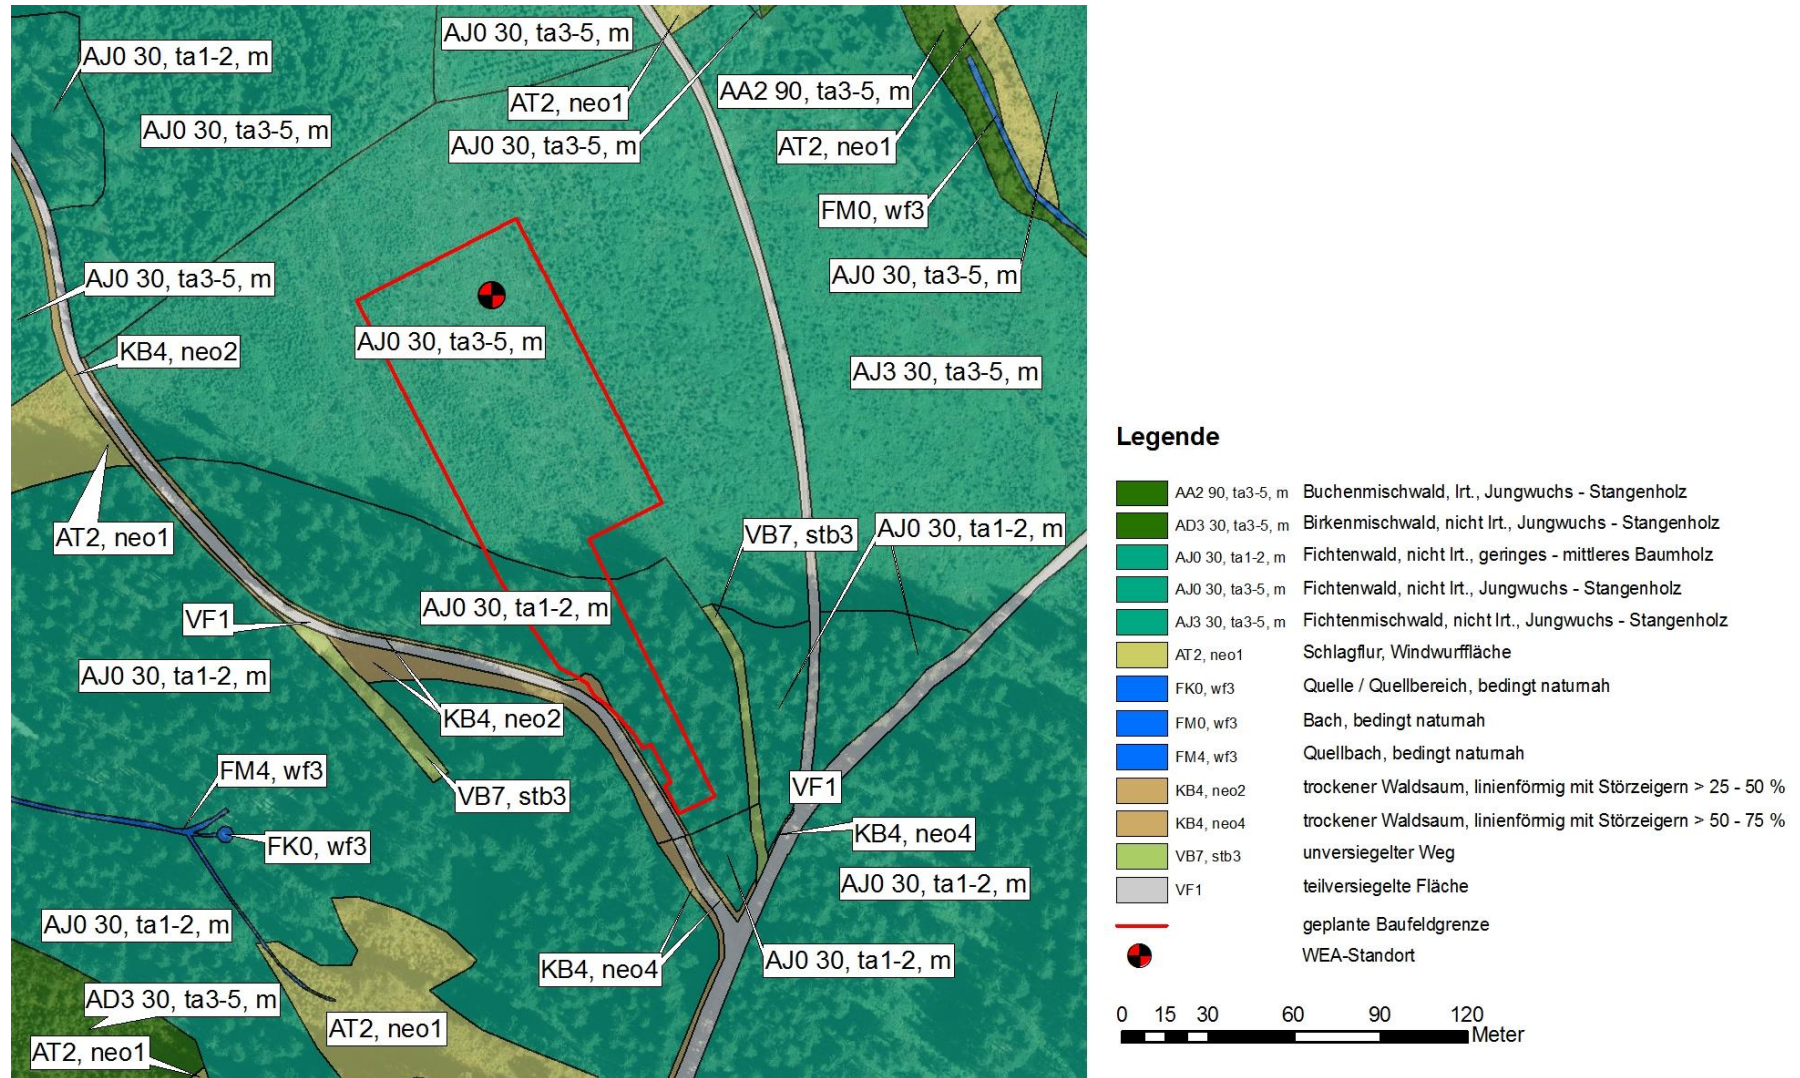 AJ0 30, ta3-5, m
AJ0 30, ta1-2, m
AA2 90, ta3-5, m
AT2, neo1
AJ0 30, ta3-5, m
AJ0 30, ta3-5, m
AT2, neo1
FM0, wf3
AJ0 30, ta3-5, m
AJ0 30, ta3-5, m
AJ0 30, ta3-5, m
KB4, neo2
AJ3 30, ta3-5, m
AT2, neo1
VB7, stb3
AJ0 30, ta1-2, m
AJ0 30, ta1-2, m
VF1
AJ0 30, ta1-2, m
KB4, neo2
FM4, wf3
VB7, stb3
VF1
KB4, neo4
FK0, wf3
AJ0 30, ta1-2, m
AJ0 30, ta1-2, m
KB4, neo4
AJ0 30, ta1-2, m
AD3 30, ta3-5, m
AT2, neo1
AT2, neo1
Legende
AA2 90, ta3-5, m Buchenmischwald, lrt., Jungwuchs - Stangenholz
AD3 30, ta3-5, m Birkenmischwald, nicht lrt., Jungwuchs - Stangenholz
AJ0 30, ta1-2, m Fichtenwald, nicht lrt., geringes - mittleres Baumholz
AJ0 30, ta3-5, m Fichtenwald, nicht lrt., Jungwuchs - Stangenholz
AJ3 30, ta3-5, m Fichtenmischwald, nicht lrt., Jungwuchs - Stangenholz
AT2, neo1 Schlagflur, Windwurffläche
FK0, wf3 Quelle / Quellbereich, bedingt naturnah
FM0, wf3 Bach, bedingt naturnah
FM4, wf3 Quellbach, bedingt naturnah
KB4, neo2 trockener Waldsaum, linienförmig mit Störzeigern > 25 - 50 %
KB4, neo4 trockener Waldsaum, linienförmig mit Störzeigern > 50 - 75 %
VB7, stb3 unversiegelter Weg
VF1 teilversiegelte Fläche
geplante Baufeldgrenze
WEA-Standort
0 15 30 60 90 120
Meter